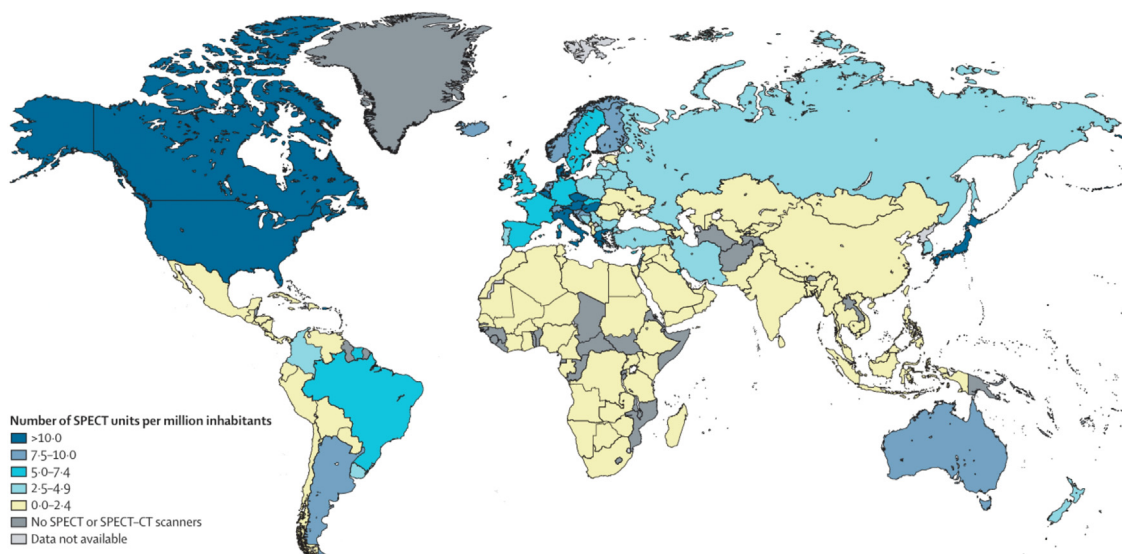 Number of SPECT units per million inhabitants
>10·0
7·5–10·0
5·0–7·4
2·5–4·9
0·0–2·4
No SPECT or SPECT–CT scanners
Data not available